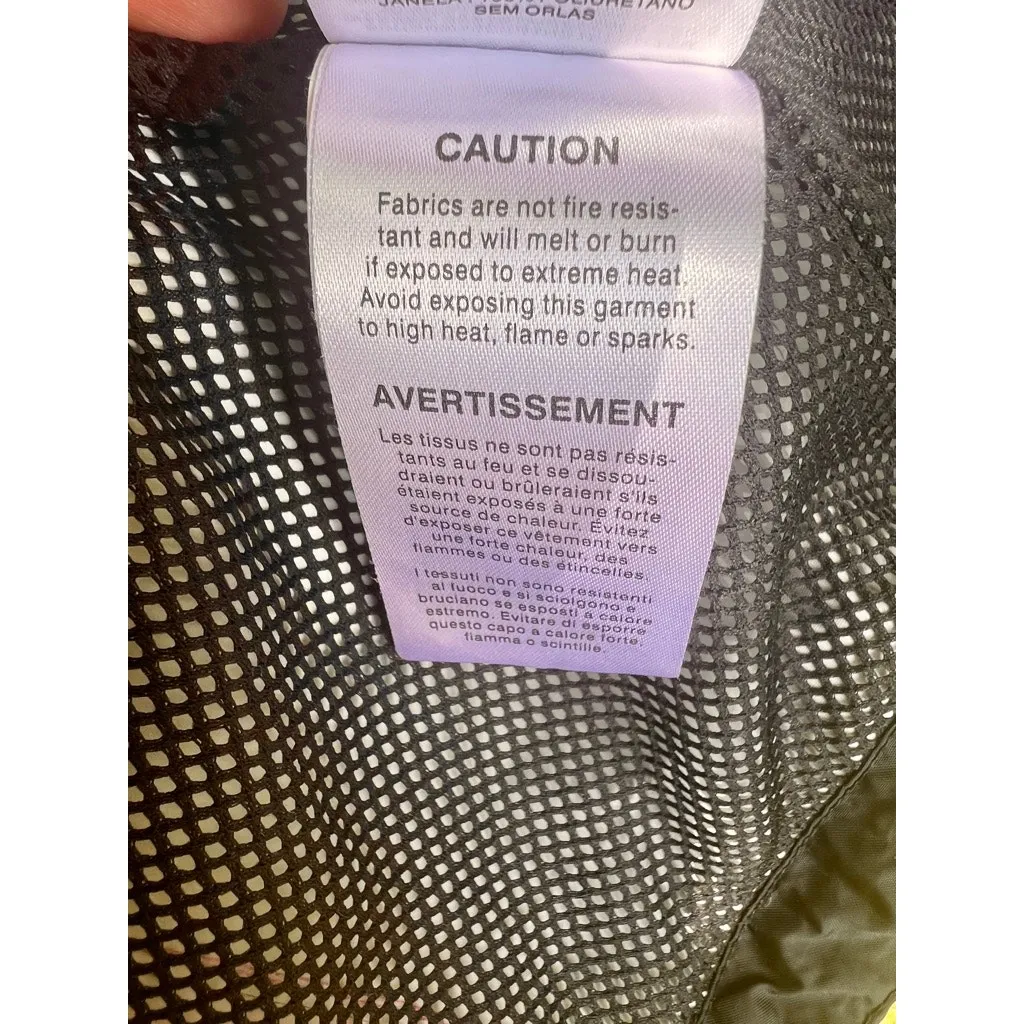 SEM ORLAS
CAUTION
Fabrics are not fire resis-
tant and will melt or burn
if exposed to extreme heat.
Avoid exposing this garment
to high heat, flame or sparks.
AVERTISSEMENT
Les tissus ne sont pas résis-
tants au feu et se dissou-
draient ou brûleraient s'ils
étaient exposés à une forte
source de chaleur. Évitez
d'exposer ce vêtement vers
une forte chaleur, des
flammes ou des étincelles.
I tessuti non sono resistenti
al fuoco e si sciolgono e
bruciano se esposti a calore
estremo. Evitare di esporre
questo capo a calore forte,
fiamma o scintille.